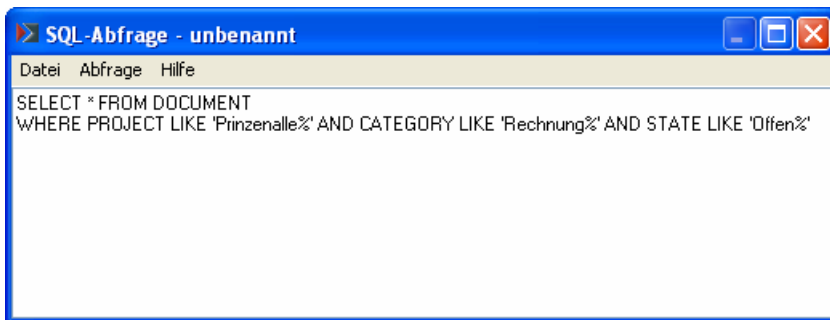 SQL-Abfrage - unbenannt
Datei Abfrage Hilfe
SELECT * FROM DOCUMENT
WHERE PROJECT LIKE 'Prinzenalle%' AND CATEGORY LIKE 'Rechnung%' AND STATE LIKE 'Offen%'